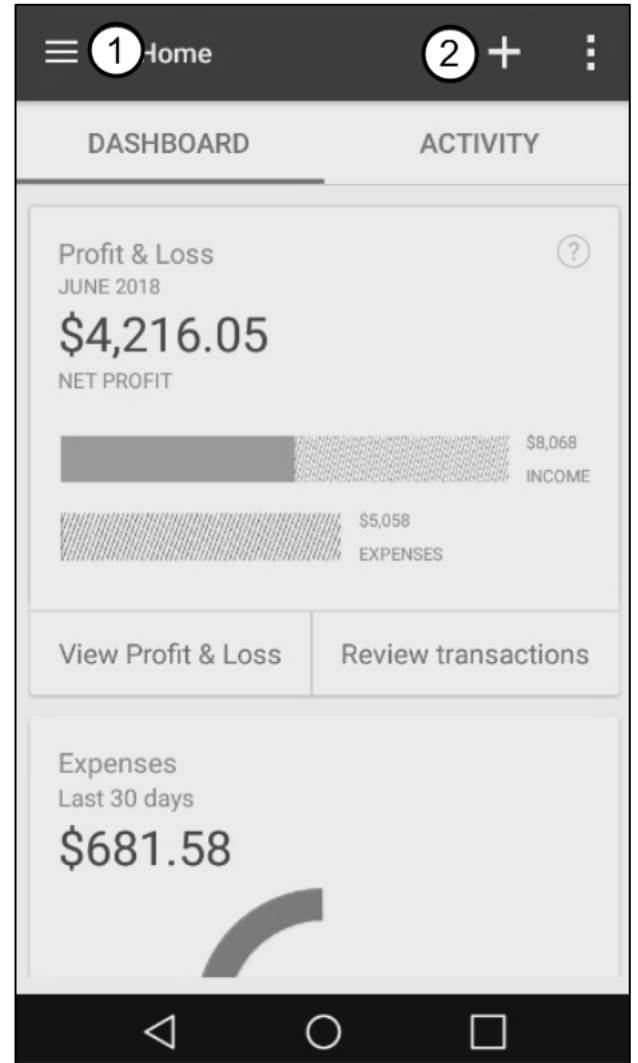 1 Home 2
DASHBOARD ACTIVITY
Profit & Loss ?
JUNE 2018
$4,216.05
NET PROFIT
$8,068
INCOME
$5,058
EXPENSES
View Profit & Loss Review transactions
Expenses
Last 30 days
$681.58